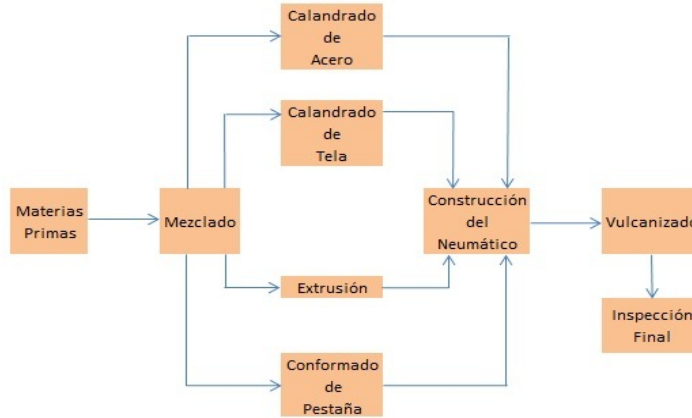 Calandrado
de
Acero
Calandrado
de
Tela
Materias
Primas
Mezclado
Construcción
del
Neumático
Vulcanizado
Extrusión
Inspección
Final
Conformado
de
Pestaña